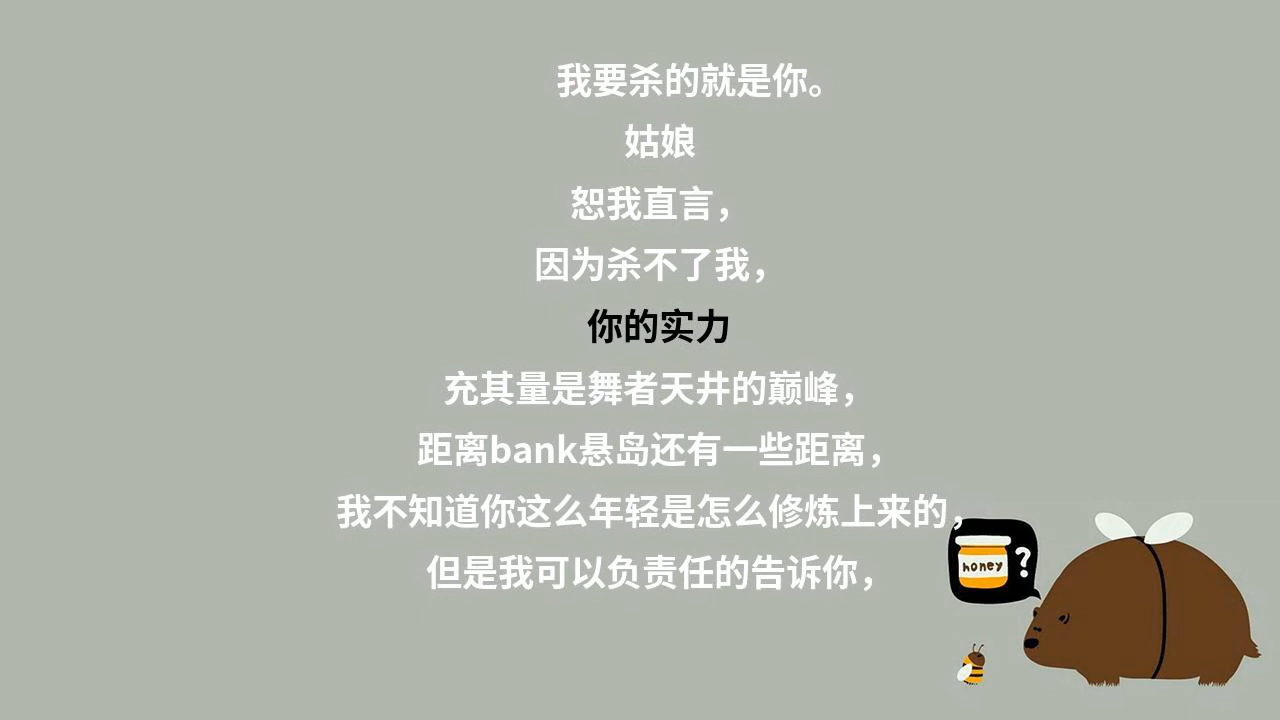 我要杀的就是你。
姑娘
恕我直言，
因为杀不了我，
你的实力
充其量是舞者天井的巅峰，
距离bank悬岛还有一些距离，
我不知道你这么年轻是怎么修炼上来的，
但是我可以负责任的告诉你，
honey
?